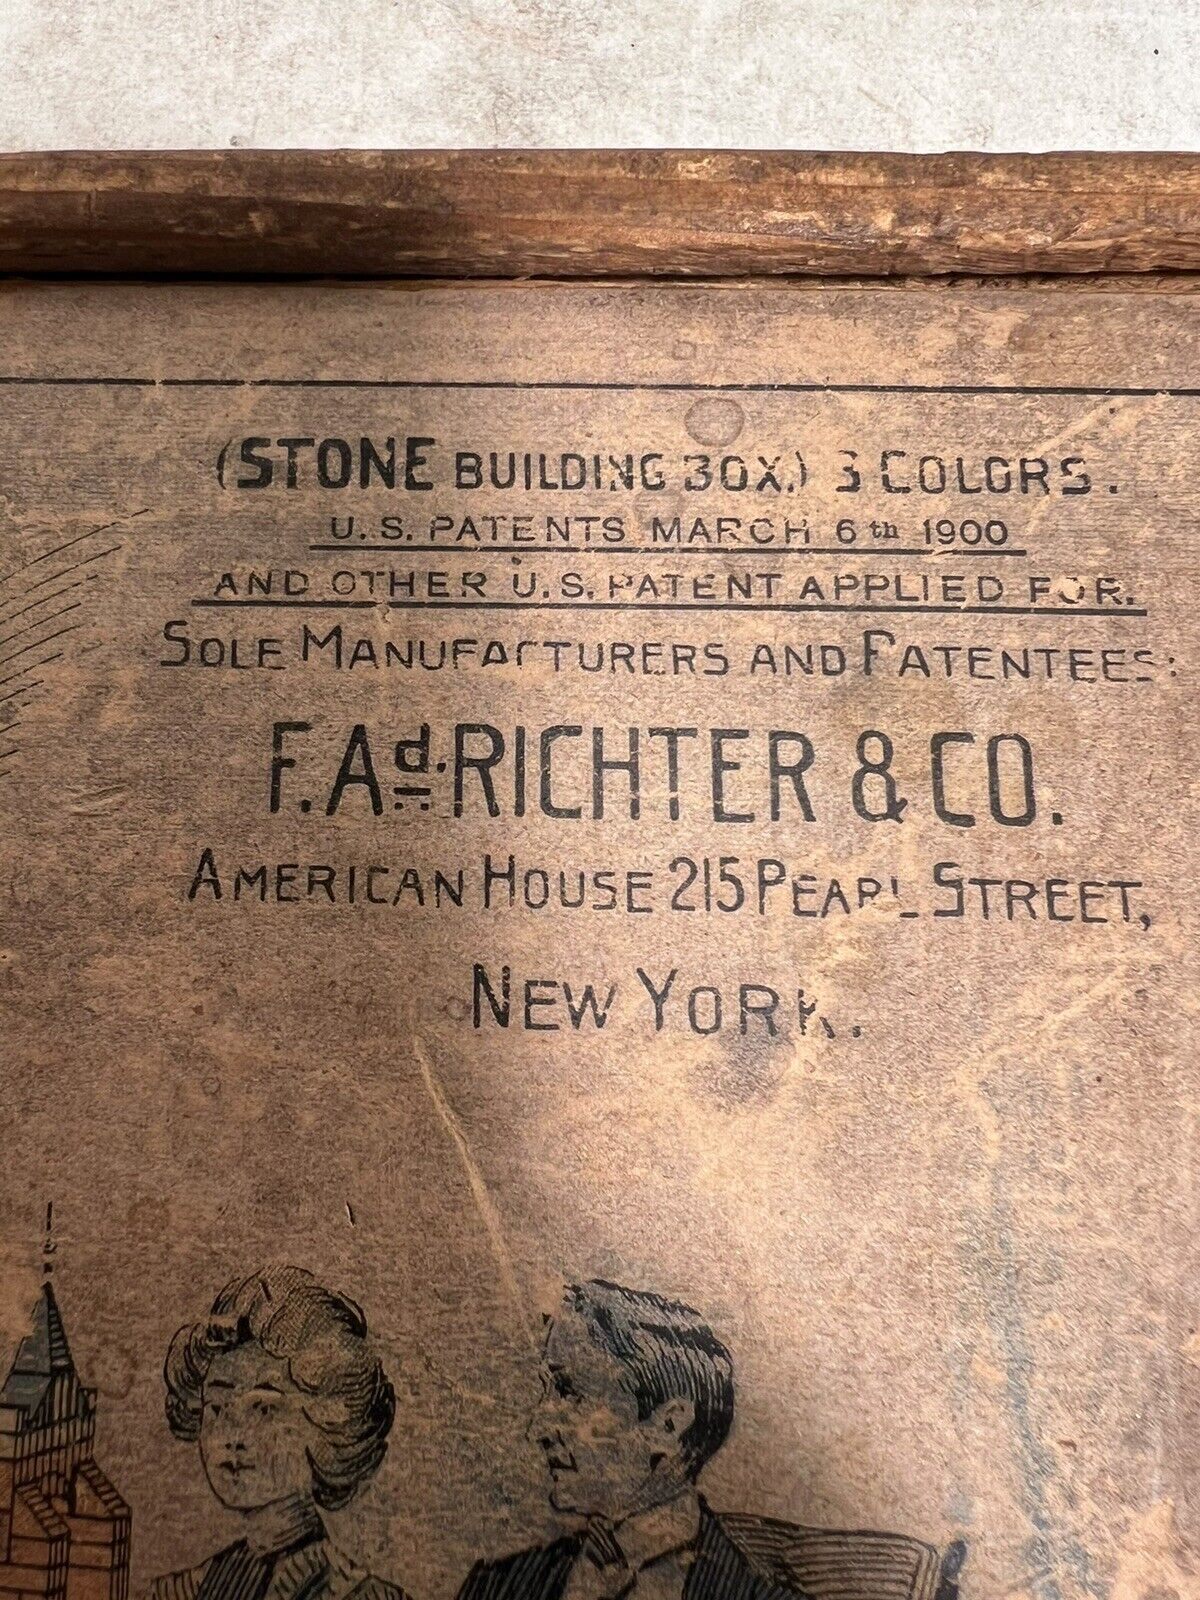 (STONE BUILDING BOX.) 3 COLORS.
U.S. PATENTS MARCH 6th 1900
AND OTHER U.S. PATENT APPLIED FOR.
SOLE MANUFACTURERS AND PATENTEES:
F. Ad. RICHTER & CO.
AMERICAN HOUSE 215 PEARL STREET,
NEW YORK.